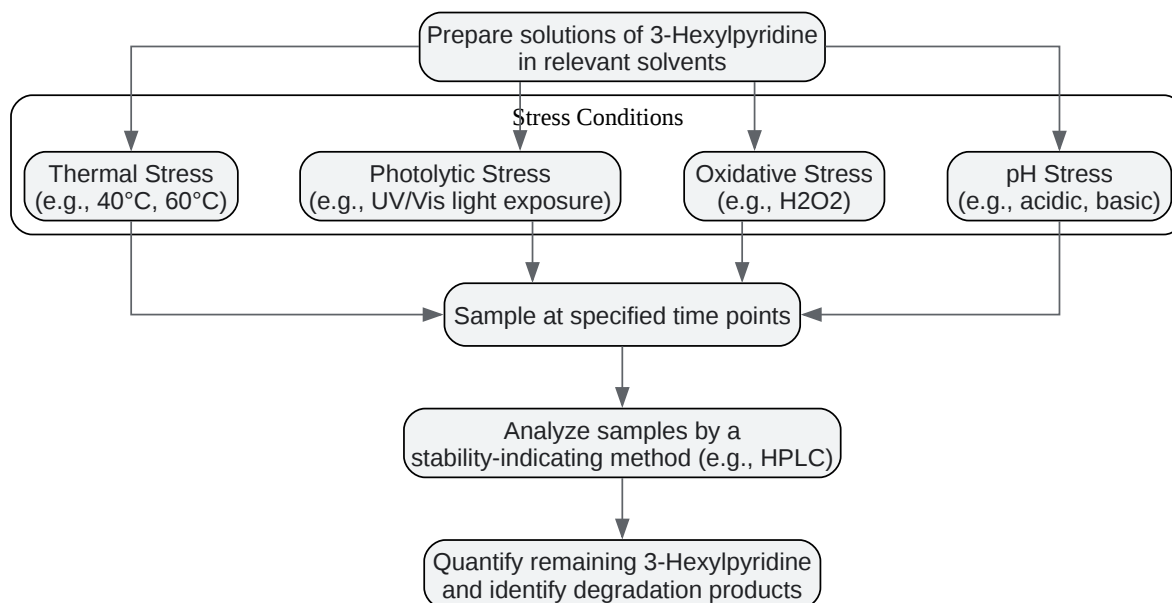 Prepare solutions of 3-Hexylpyridine
in relevant solvents
Stress Conditions
Thermal Stress
(e.g., 40°C, 60°C)
Photolytic Stress
(e.g., UV/Vis light exposure)
Oxidative Stress
(e.g., H2O2)
pH Stress
(e.g., acidic, basic)
Sample at specified time points
Analyze samples by a
stability-indicating method (e.g., HPLC)
Quantify remaining 3-Hexylpyridine
and identify degradation products